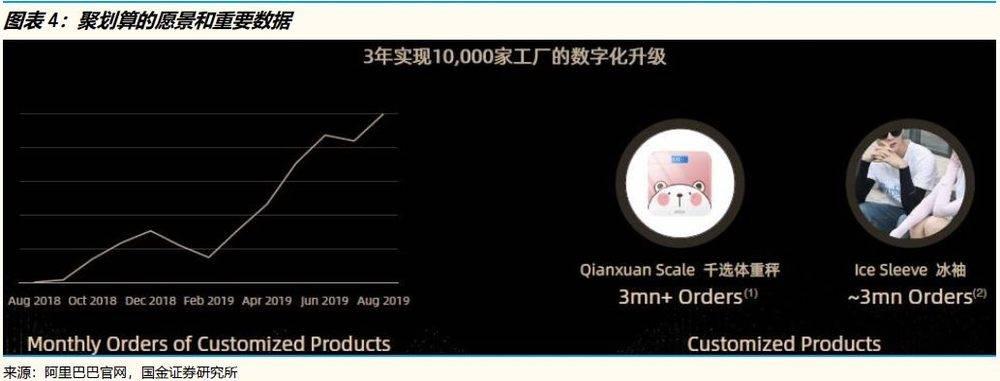 图表4：聚划算的愿景和重要数据
3年实现10,000家工厂的数字化升级
Aug 2018 Oct 2018 Dec 2018 Feb 2019 Apr 2019 Jun 2019 Aug 2019
Monthly Orders of Customized Products
Qianxuan Scale 千选体重秤
3mn+ Orders(1)
Ice Sleeve 冰袖
~3mn Orders(2)
Customized Products
来源：阿里巴巴官网，国金证券研究所